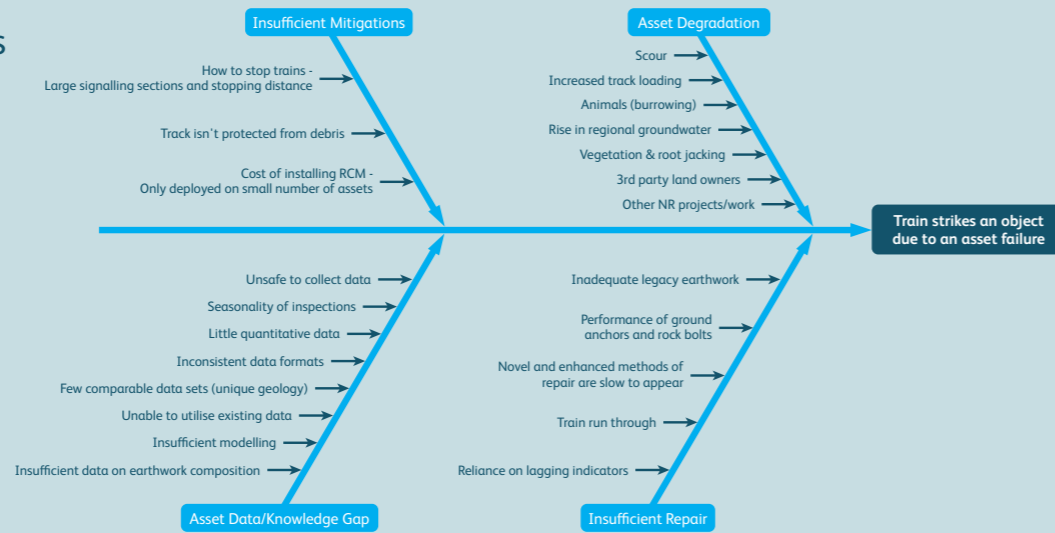 s
Insufficient Mitigations
How to stop trains -
Large signalling sections and stopping distance
Track isn't protected from debris
Cost of installing RCM -
Only deployed on small number of assets
Asset Degradation
Scour
Increased track loading
Animals (burrowing)
Rise in regional groundwater
Vegetation & root jacking
3rd party land owners
Other NR projects/work
Train strikes an object
due to an asset failure
Unsafe to collect data
Seasonality of inspections
Little quantitative data
Inconsistent data formats
Few comparable data sets (unique geology)
Unable to utilise existing data
Insufficient modelling
Insufficient data on earthwork composition
Asset Data/Knowledge Gap
Inadequate legacy earthwork
Performance of ground
anchors and rock bolts
Novel and enhanced methods of
repair are slow to appear
Train run through
Reliance on lagging indicators
Insufficient Repair